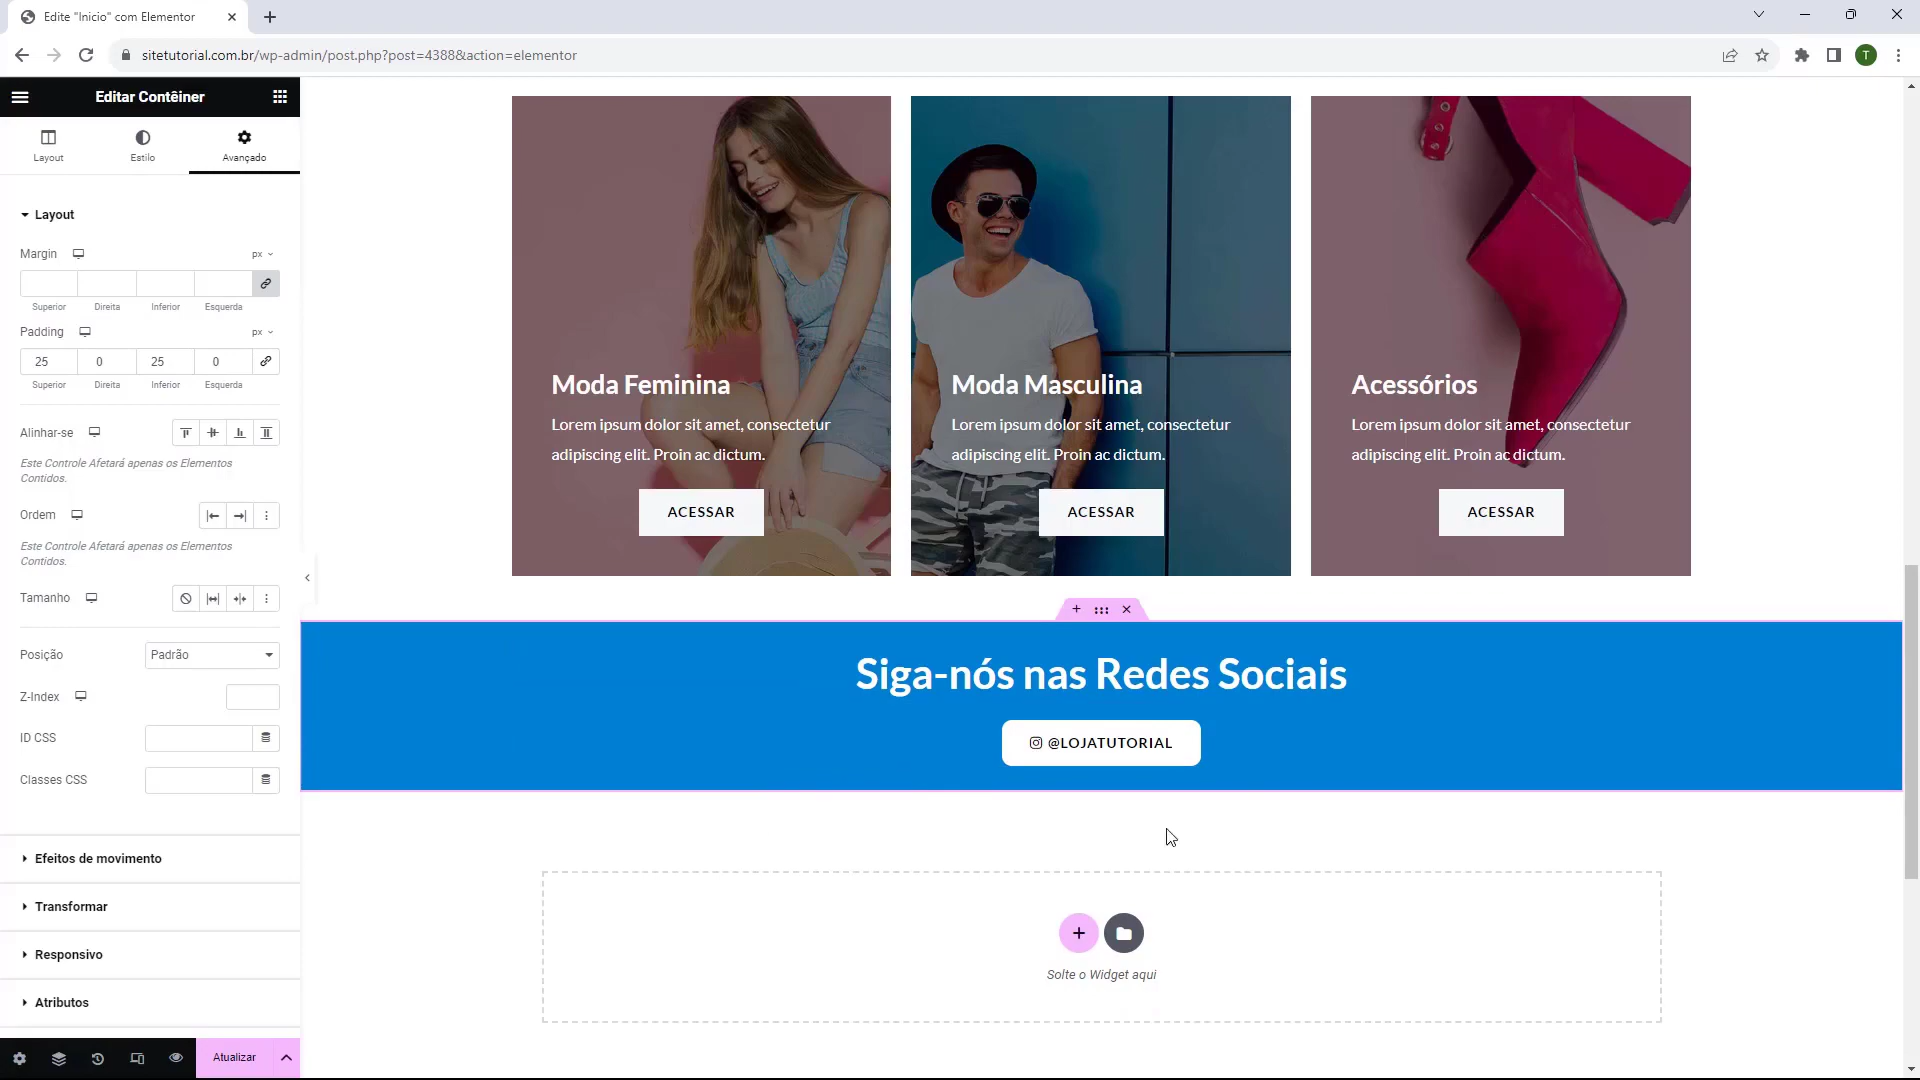 Edite "Inicio" com Elementor
sitetutorial.com.br/wp-admin/post.php?post=4388&action=elementor
T
Editar Contêiner
Layout
Estilo
Avançado
Layout
Margin
px
Superior
Direita
Inferior
Esquerda
Padding
px
25
0
25
0
Superior
Direita
Inferior
Esquerda
Alinhar-se
Este Controle Afetará apenas os Elementos
Contidos.
Ordem
Este Controle Afetará apenas os Elementos
Contidos.
Tamanho
Posição
Padrão
Z-Index
ID CSS
Classes CSS
Efeitos de movimento
Transformar
Responsivo
Atributos
Atualizar
Moda Feminina
Lorem ipsum dolor sit amet, consectetur
adipiscing elit. Proin ac dictum.
ACESSAR
Moda Masculina
Lorem ipsum dolor sit amet, consectetur
adipiscing elit. Proin ac dictum.
ACESSAR
Acessórios
Lorem ipsum dolor sit amet, consectetur
adipiscing elit. Proin ac dictum.
ACESSAR
Siga-nós nas Redes Sociais
@LOJATUTORIAL
Solte o Widget aqui